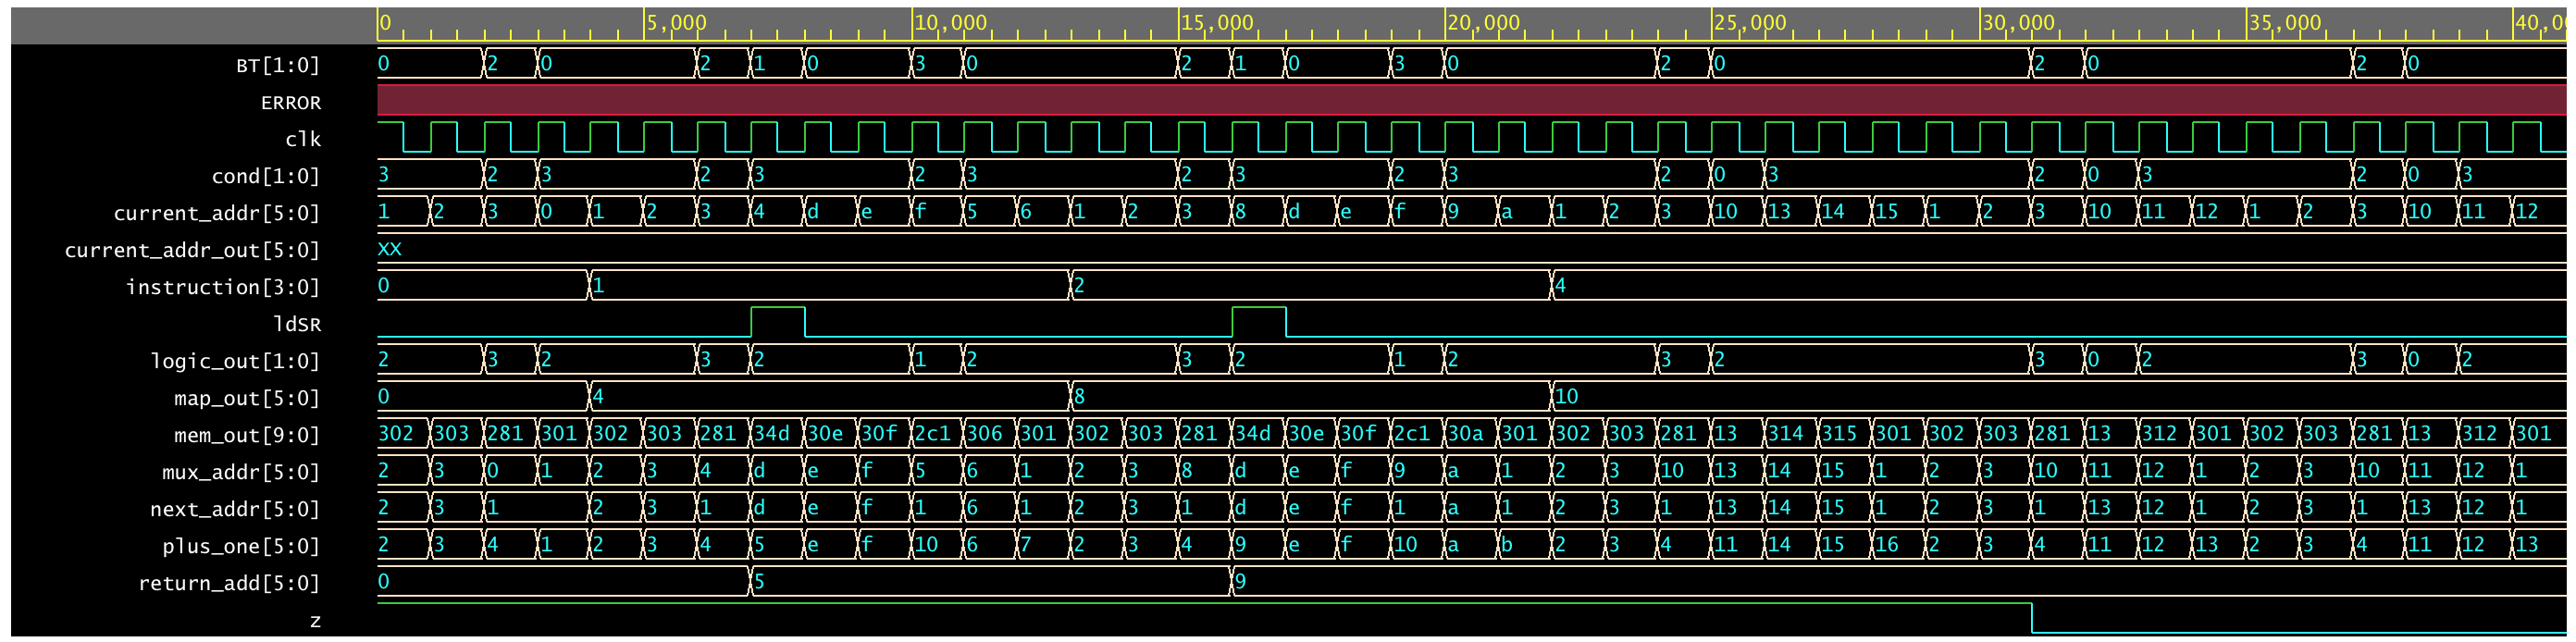 0 5,000 10,000 15,000 20,000 25,000 30,000 35,000 40,0
BT[1:0] 0 2 0 2 1 0 3 0 2 1 0 3 0 2 0 2 0 2 0
ERROR
clk
cond[1:0] 3 2 3 2 3 2 3 2 3 2 3 2 0 3 2 0 3 2 0 3
current_addr[5:0] 1 2 3 0 1 2 3 4 d e f 5 6 1 2 3 8 d e f 9 a 1 2 3 10 13 14 15 1 2 3 10 11 12 1 2 3 10 11 12
current_addr_out[5:0] XX
instruction[3:0] 0 1 2 4
ldSR
logic_out[1:0] 2 3 2 3 2 1 2 3 2 1 2 3 2 3 0 2 3 0 2
map_out[5:0] 0 4 8 10
mem_out[9:0] 302 303 281 301 302 303 281 34d 30e 30f 2c1 306 301 302 303 281 34d 30e 30f 2c1 30a 301 302 303 281 13 314 315 301 302 303 281 13 312 301 302 303 281 13 312 301
mux_addr[5:0] 2 3 0 1 2 3 4 d e f 5 6 1 2 3 8 d e f 9 a 1 2 3 10 13 14 15 1 2 3 10 11 12 1 2 3 10 11 12 1
next_addr[5:0] 2 3 1 2 3 1 d e f 1 6 1 2 3 1 d e f 1 a 1 2 3 1 13 14 15 1 2 3 1 13 12 1 2 3 1 13 12 1
plus_one[5:0] 2 3 4 1 2 3 4 5 e f 10 6 7 2 3 4 9 e f 10 a b 2 3 4 11 14 15 16 2 3 4 11 12 13 2 3 4 11 12 13
return_add[5:0] 0 5 9
z